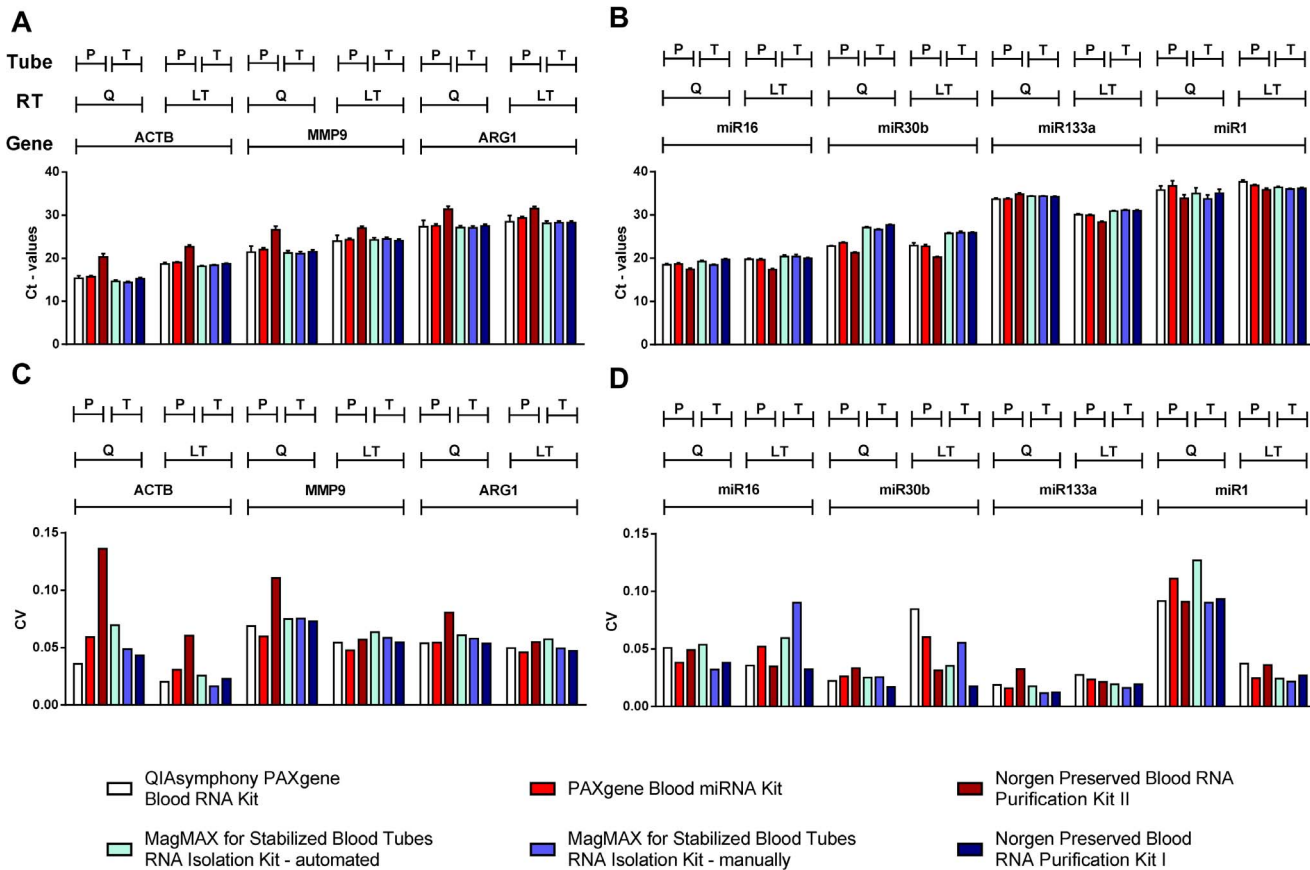 A
Tube
P T P T P T P T P T P T
RT
Q LT Q LT Q LT
Gene
ACTB MMP9 ARG1
Ct - values
40
30
20
10
0
B
P T P T P T P T P T P T P T P T
Q LT Q LT Q LT Q LT
miR16 miR30b miR133a miR1
Ct - values
40
30
20
10
0
C
P T P T P T P T P T P T
Q LT Q LT Q LT
ACTB MMP9 ARG1
CV
0.15
0.10
0.05
0.00
D
P T P T P T P T P T P T P T P T
Q LT Q LT Q LT Q LT
miR16 miR30b miR133a miR1
CV
0.15
0.10
0.05
0.00
QIAsymphony PAXgene
Blood RNA Kit
PAXgene Blood miRNA Kit
Norgen Preserved Blood RNA
Purification Kit II
MagMAX for Stabilized Blood Tubes
RNA Isolation Kit - automated
MagMAX for Stabilized Blood Tubes
RNA Isolation Kit - manually
Norgen Preserved Blood
RNA Purification Kit I